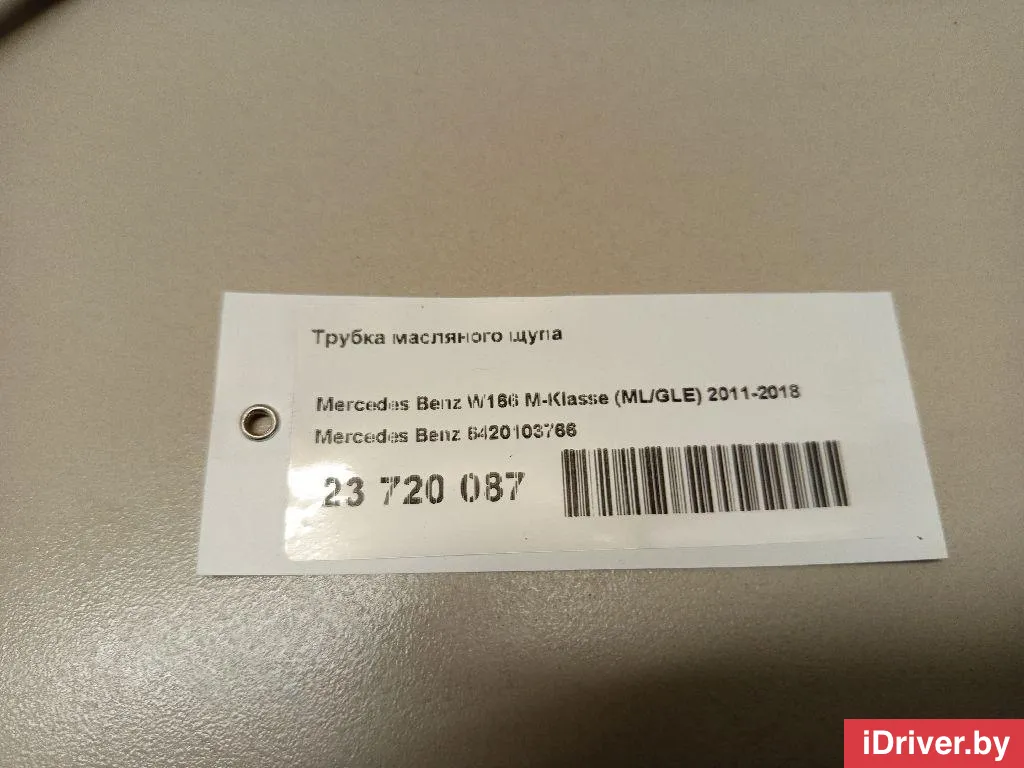 Трубка масляного щупа
Mercedes Benz W166 M-Klasse (ML/GLE) 2011-2018
Mercedes Benz 6420103766
23 720 087
iDriver.by